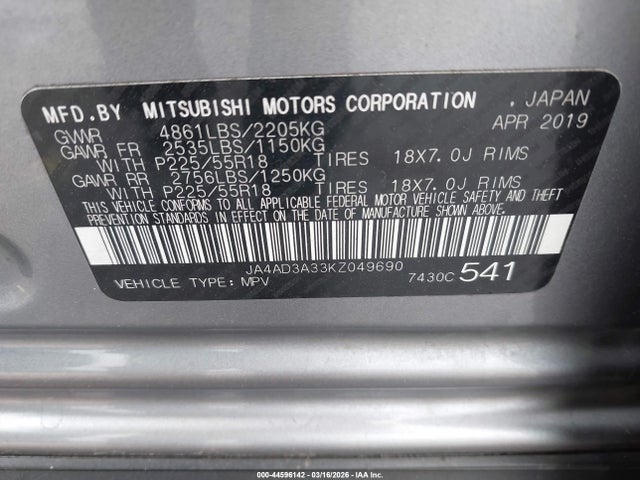 MFD.BY MITSUBISHI MOTORS CORPORATION . JAPAN
GVWR 4861LBS/2205KG APR 2019
GAWR FR 2535LBS/1150KG
WITH P225/55R18 TIRES 18X7.0J RIMS
GAWR RR 2756LBS/1250KG
WITH P225/55R18 TIRES 18X7.0J RIMS
THIS VEHICLE CONFORMS TO ALL APPLICABLE FEDERAL MOTOR VEHICLE SAFETY AND THEFT
PREVENTION STANDARDS IN EFFECT ON THE DATE OF MANUFACTURE SHOWN ABOVE.
JA4AD3A33KZ049690
VEHICLE TYPE: MPV 7430C 541
000-44596142 - 03/16/2026 - IAA Inc.